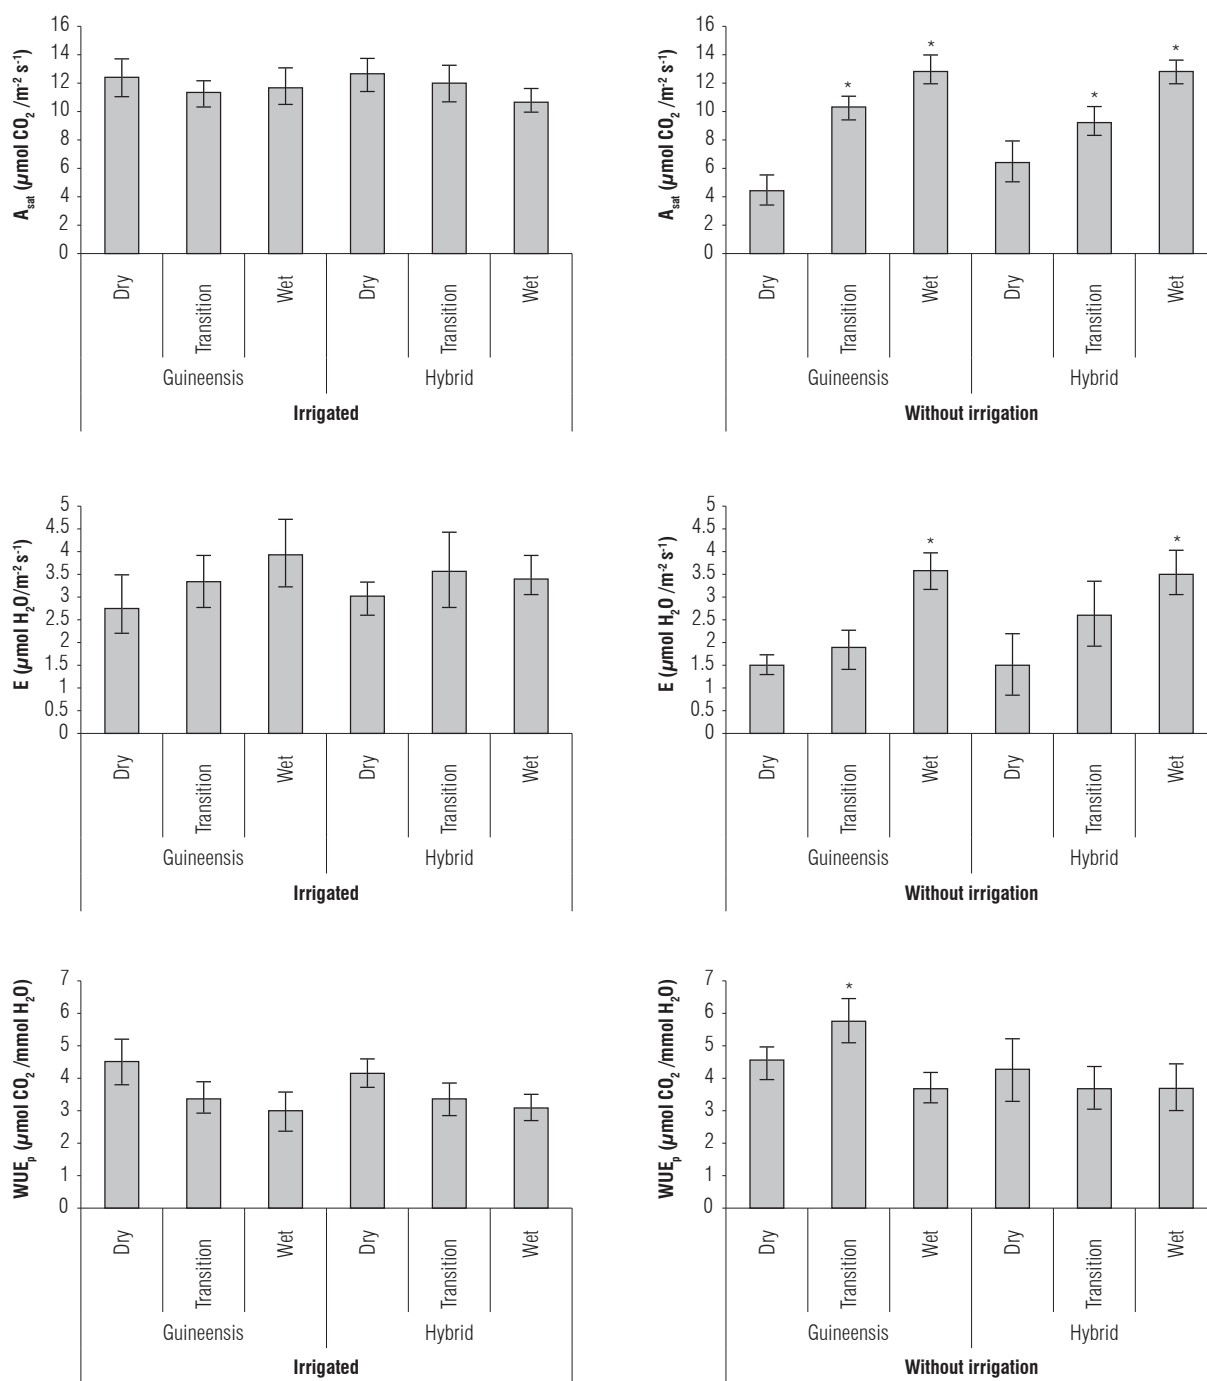 A_sat (µmol CO₂ /m⁻² s⁻¹)
16
14
12
10
8
6
4
2
0
Dry
Transition
Wet
Dry
Transition
Wet
Guineensis
Hybrid
Irrigated
A_sat (µmol CO₂ /m⁻² s⁻¹)
16
14
12
10
8
6
4
2
0
*
*
*
*
Dry
Transition
Wet
Dry
Transition
Wet
Guineensis
Hybrid
Without irrigation
E (µmol H₂O/m⁻² s⁻¹)
5
4.5
4
3.5
3
2.5
2
1.5
1
0.5
0
Dry
Transition
Wet
Dry
Transition
Wet
Guineensis
Hybrid
Irrigated
E (µmol H₂O /m⁻² s⁻¹)
5
4.5
4
3.5
3
2.5
2
1.5
1
0.5
0
*
*
Dry
Transition
Wet
Dry
Transition
Wet
Guineensis
Hybrid
Without irrigation
WUEₚ (µmol CO₂ /mmol H₂O)
7
6
5
4
3
2
1
0
Dry
Transition
Wet
Dry
Transition
Wet
Guineensis
Hybrid
Irrigated
WUEₚ (µmol CO₂ /mmol H₂O)
7
6
5
4
3
2
1
0
*
Dry
Transition
Wet
Dry
Transition
Wet
Guineensis
Hybrid
Without irrigation